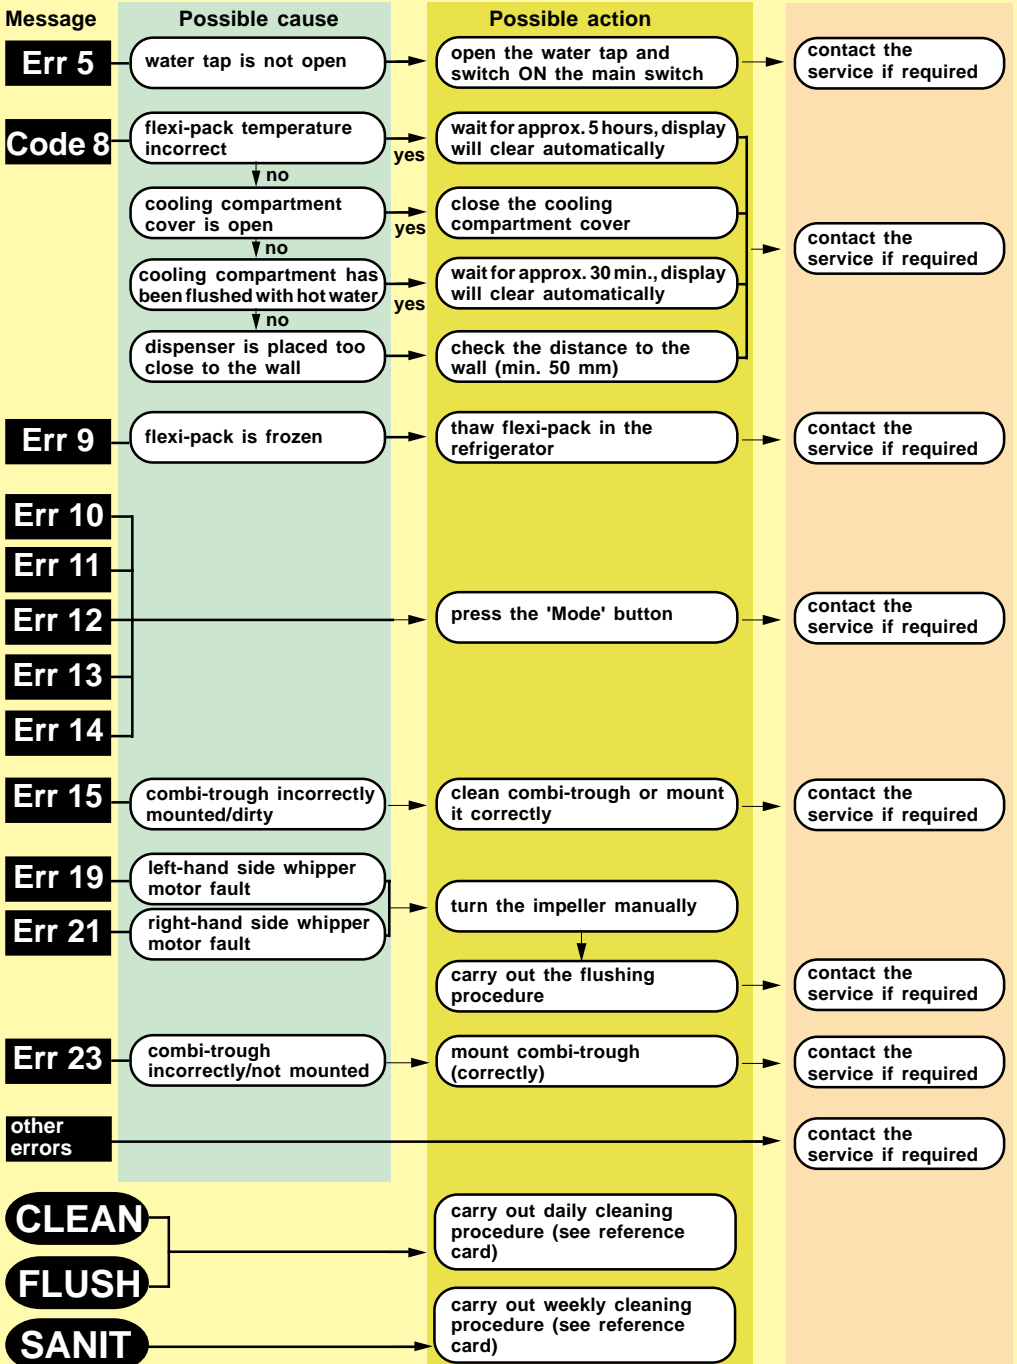 Message Possible cause Possible action
Err 5
water tap is not open
open the water tap and
switch ON the main switch
contact the
service if required
Code 8
flexi-pack temperature
incorrect
yes
wait for approx. 5 hours, display
will clear automatically
no
cooling compartment
cover is open
yes
close the cooling
compartment cover
contact the
service if required
no
cooling compartment has
been flushed with hot water
yes
wait for approx. 30 min., display
will clear automatically
no
dispenser is placed too
close to the wall
check the distance to the
wall (min. 50 mm)
Err 9
flexi-pack is frozen
thaw flexi-pack in the
refrigerator
contact the
service if required
Err 10
Err 11
Err 12
Err 13
Err 14
press the 'Mode' button
contact the
service if required
Err 15
combi-trough incorrectly
mounted/dirty
clean combi-trough or mount
it correctly
contact the
service if required
Err 19
left-hand side whipper
motor fault
Err 21
right-hand side whipper
motor fault
turn the impeller manually
carry out the flushing
procedure
contact the
service if required
Err 23
combi-trough
incorrectly/not mounted
mount combi-trough
(correctly)
contact the
service if required
other
errors
contact the
service if required
CLEAN
FLUSH
carry out daily cleaning
procedure (see reference
card)
SANIT
carry out weekly cleaning
procedure (see reference
card)